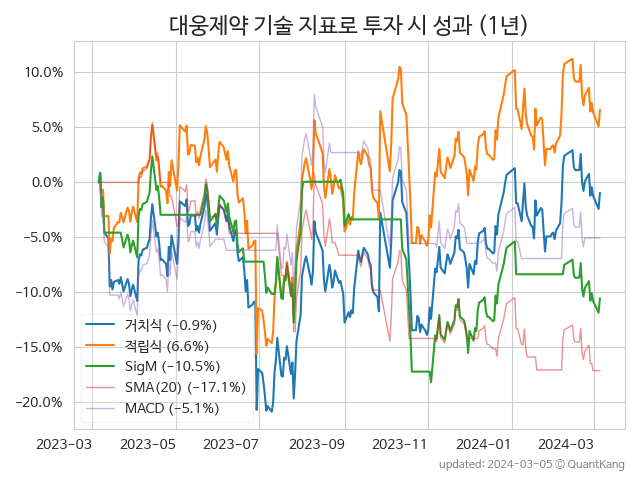 대웅제약 기술 지표로 투자 시 성과 (1년)
10.0%
5.0%
0.0%
−5.0%
−10.0%
−15.0%
−20.0%
거치식 (−0.9%)
적립식 (6.6%)
SigM (−10.5%)
SMA(20) (−17.1%)
MACD (−5.1%)
2023-03 2023-05 2023-07 2023-09 2023-11 2024-01 2024-03
updated: 2024-03-05 ⓒ QuantKang